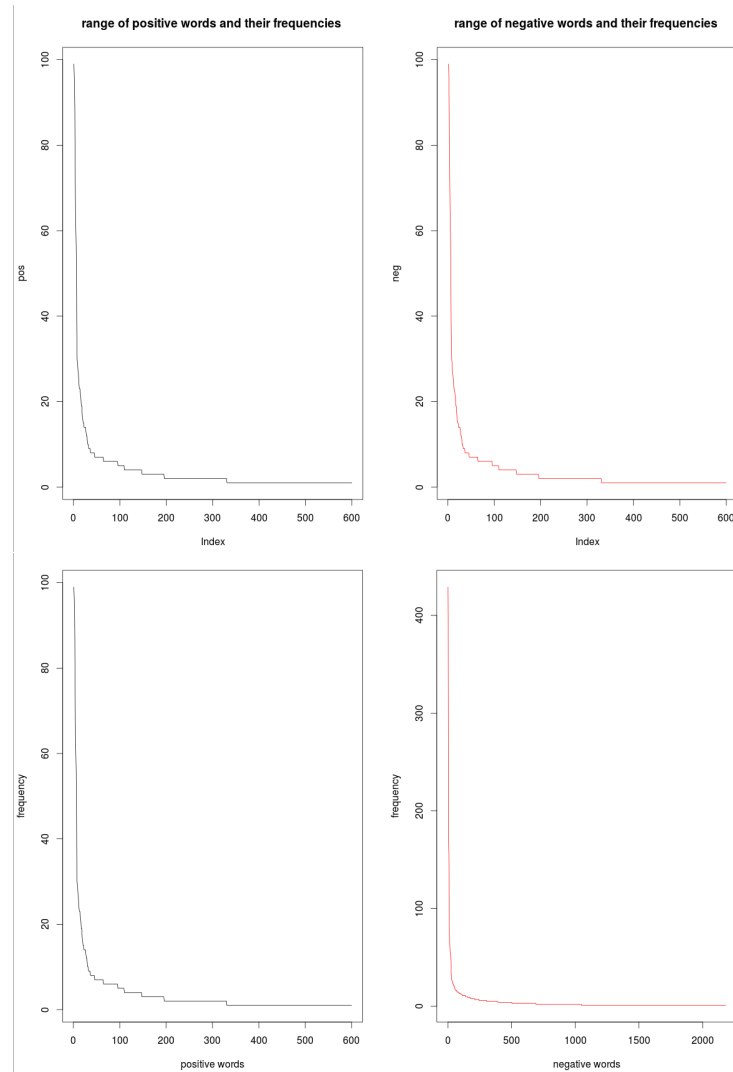 range of positive words and their frequencies
pos
100
80
60
40
20
0
0 100 200 300 400 500 600
Index
range of negative words and their frequencies
neg
100
80
60
40
20
0
0 100 200 300 400 500 600
Index
frequency
100
80
60
40
20
0
0 100 200 300 400 500 600
positive words
frequency
400
300
200
100
0
0 500 1000 1500 2000
negative words